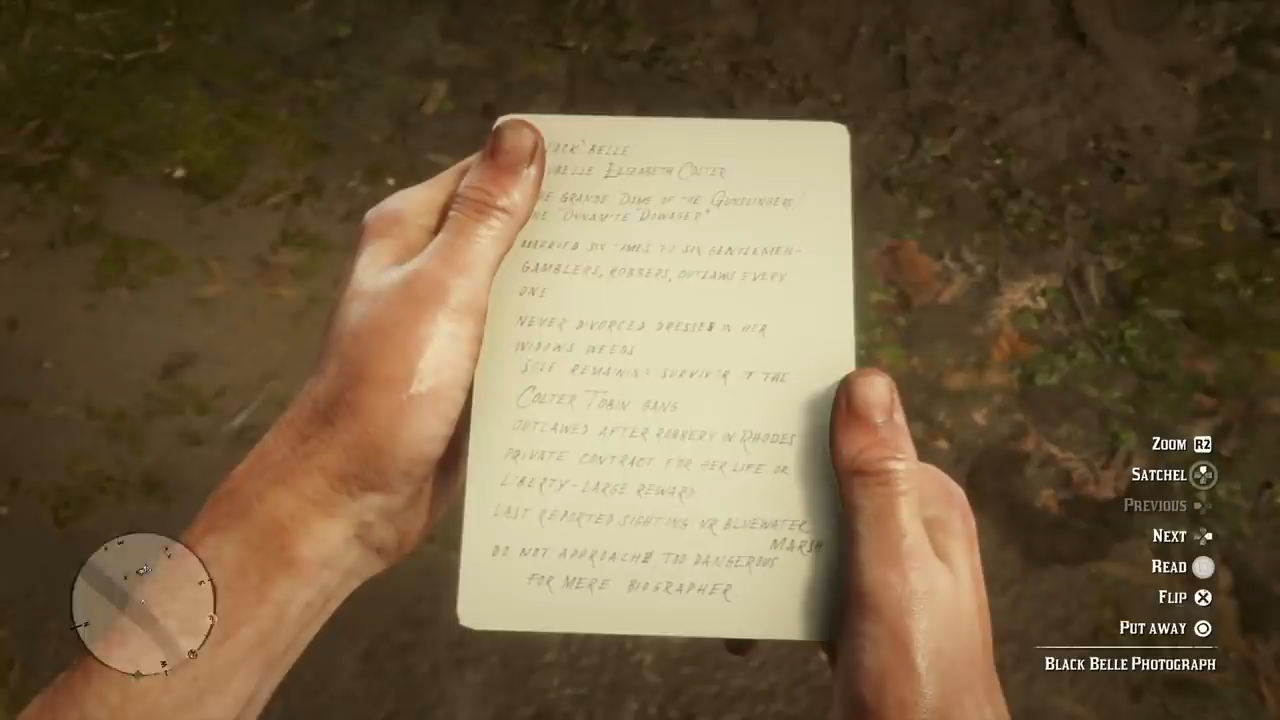 BELLE
ELIZABETH COLTER
GRANDE DAME OF THE GUNSLINGERS!
"DYNAMITE DOWAGER"
MARRIED SIX TIMES TO SIX GENTLEMEN-
GAMBLERS, ROBBERS, OUTLAWS EVERY
ONE
NEVER DIVORCED DRESSES IN HER
WIDOWS WEEDS
SOLE REMAINING SURVIVOR OF THE
COLTER TOBIN GANG
OUTLAWED AFTER ROBBERY IN RHODES
PRIVATE CONTRACT FOR HER LIFE OR
LIBERTY-LARGE REWARD
LAST REPORTED SIGHTING NR BLUEWATER
MARSH
DO NOT APPROACH TOO DANGEROUS
FOR MERE BIOGRAPHER
ZOOM R2
SATCHEL
PREVIOUS
NEXT
READ
FLIP
PUT AWAY
BLACK BELLE PHOTOGRAPH